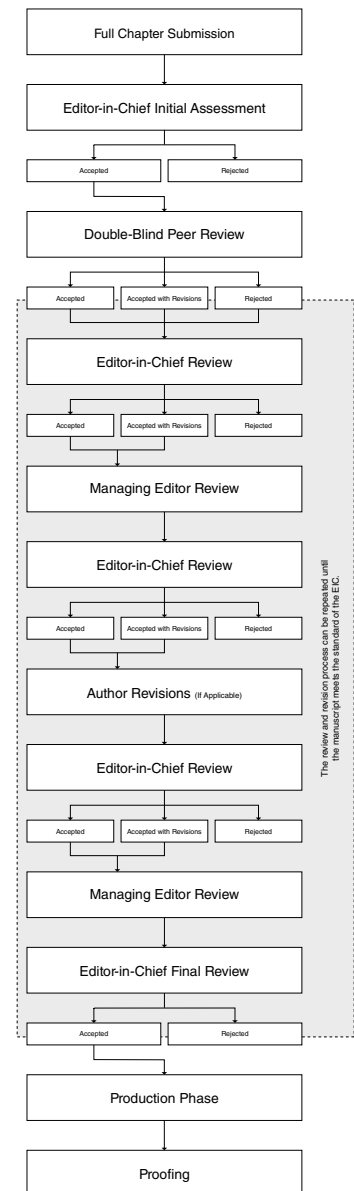 Full Chapter Submission
Editor-in-Chief Initial Assessment
Accepted
Rejected
Double-Blind Peer Review
Accepted
Accepted with Revisions
Rejected
Editor-in-Chief Review
Accepted
Accepted with Revisions
Rejected
Managing Editor Review
Editor-in-Chief Review
Accepted
Accepted with Revisions
Rejected
Author Revisions (If Applicable)
Editor-in-Chief Review
Accepted
Accepted with Revisions
Rejected
Managing Editor Review
Editor-in-Chief Final Review
Accepted
Rejected
Production Phase
Proofing
The review and revision process can be repeated until
the manuscript meets the standard of the EIC.